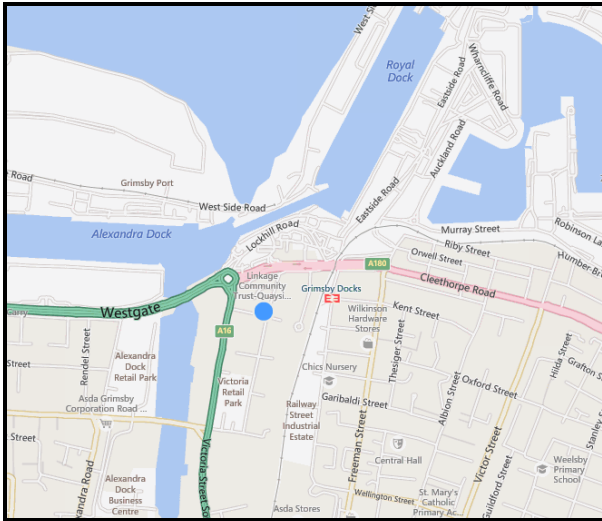 West Si
Royal
Dock
Eastside Road
Wharncliffe Road
Auckland Road
Road
Grimsby Port
West Side Road
Eastside Road
Alexandra Dock
Lockhill Road
Murray Street
Robinson La
Riby Street
Orwell Street
Humber Br
A180
Linkage
Community
Trust-Quaysi...
Grimsby Docks
Cleethorpe Road
Westgate
Wilkinson
Hardware
Stores
Kent Street
A16
Street
Rendel Street
Alexandra
Dock
Retail Park
Chics Nursery
Thesiger Street
Hilda Street
Grafton S
Victoria
Retail
Park
Oxford Street
Asda Grimsby
Corporation Road ...
Garibaldi Street
Albion Street
Railway
Street
Industrial
Estate
Street
Freeman Street
Victor Street
Stanley S
Central Hall
Weelsby
Primary
School
Victoria Street So
xandra Road
Alexandra
Dock
Business
Centre
Wellington Street
St. Mary's
Catholic
Primary Ac...
Guildford Street
Asda Stores